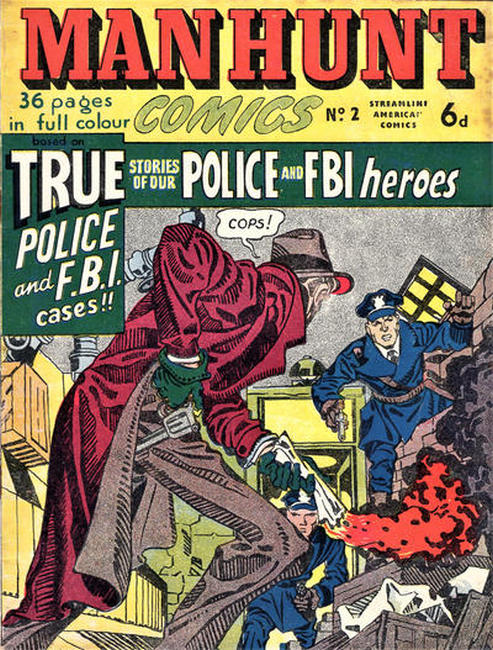 MANHUNT
36 pages
in full colour
COMICS
Nº 2
STREAMLINE
AMERICAN
COMICS
6d
based on
TRUE STORIES OF OUR POLICE AND FBI heroes
POLICE
and F.B.I.
cases!!
COPS!